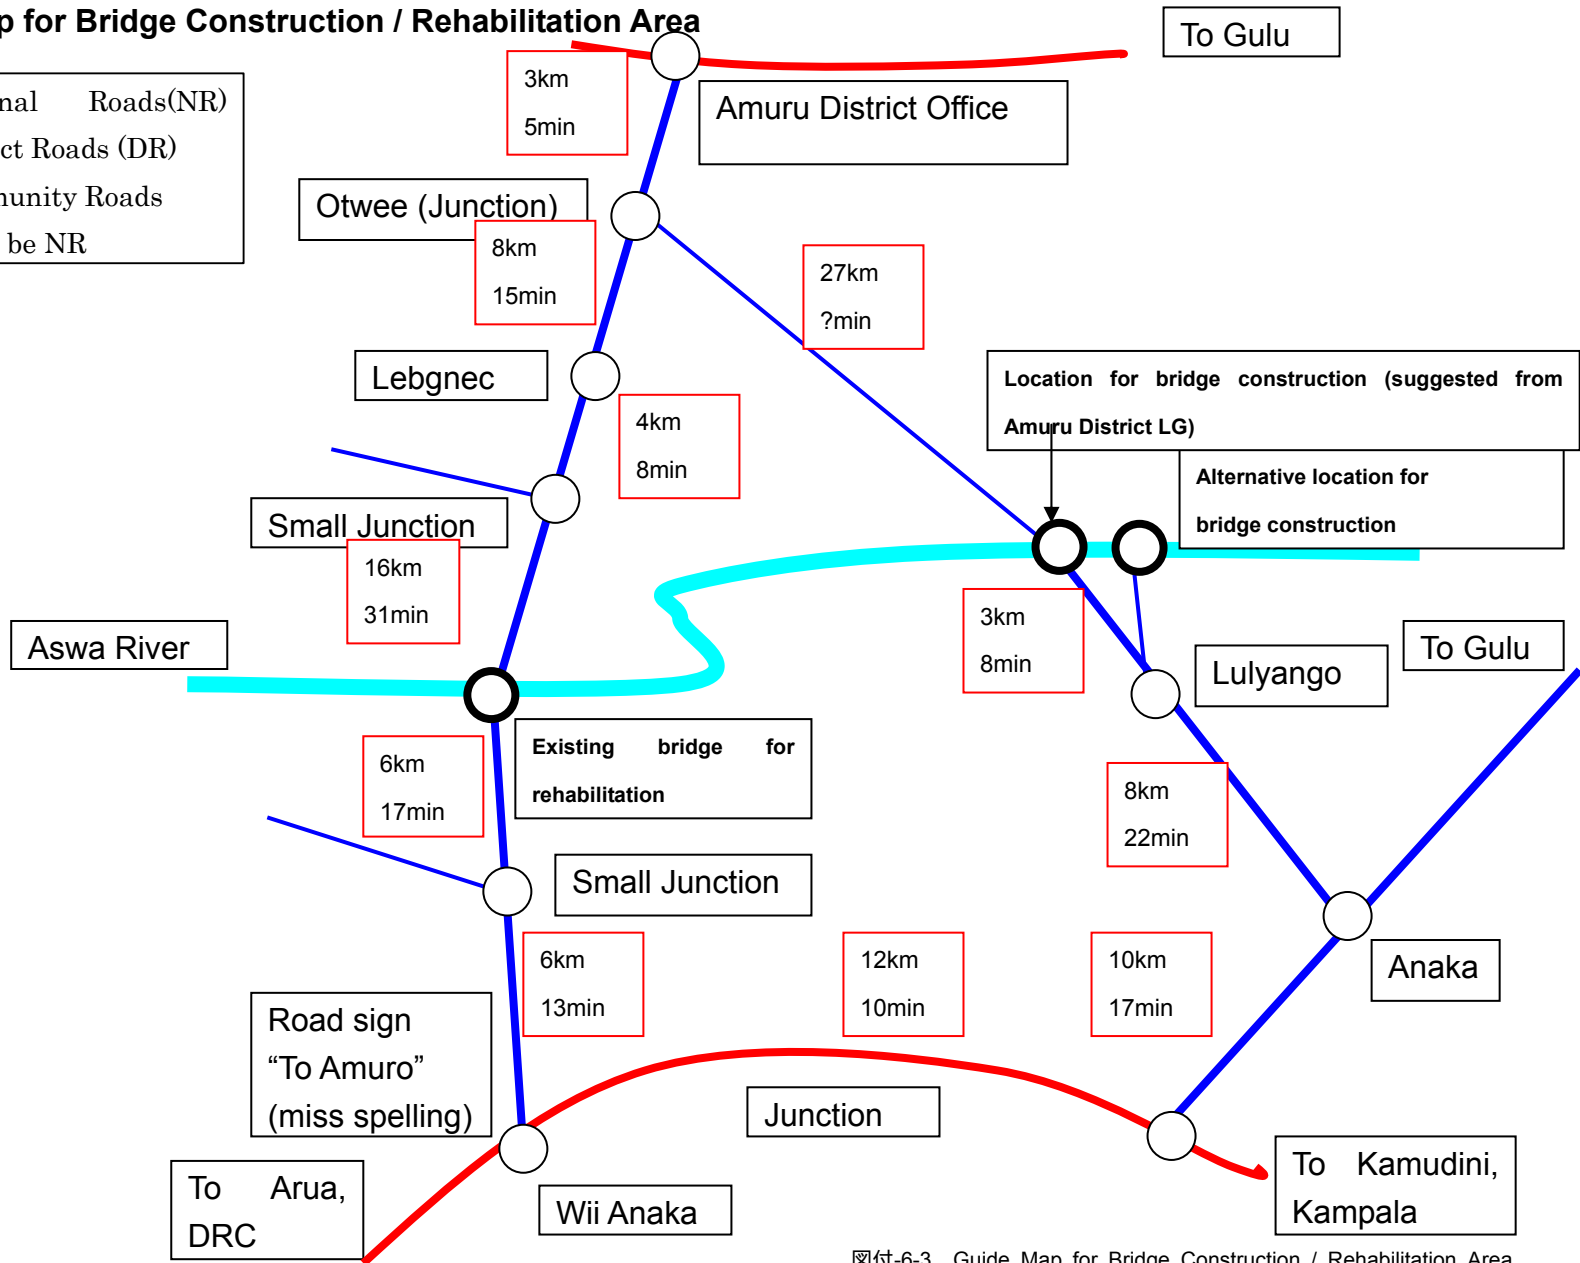 for Bridge Construction / Rehabilitation Area
To Gulu
3km
5min
Roads(NR)
Roads (DR)
Roads
be NR
Amuru District Office
Otwee (Junction)
8km
15min
27km
?min
Lebgnec
4km
8min
Location for bridge construction (suggested from
Amuru District LG)
Alternative location for
bridge construction
Small Junction
16km
31min
3km
8min
Aswa River
To Gulu
Lulyango
Existing bridge for
rehabilitation
6km
17min
8km
22min
Small Junction
6km
13min
12km
10min
10km
17min
Anaka
Road sign
“To Amuro”
(miss spelling)
Junction
To Arua,
DRC
Wii Anaka
To Kamudini,
Kampala
図付-6-3 Guide Map for Bridge Construction / Rehabilitation Area